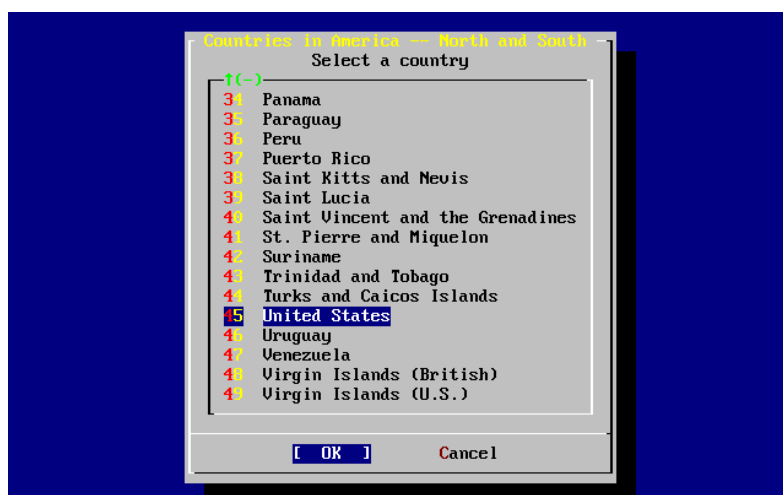 Countries in America -- North and South
Select a country
↑(-)
34 Panama
35 Paraguay
36 Peru
37 Puerto Rico
38 Saint Kitts and Nevis
39 Saint Lucia
40 Saint Vincent and the Grenadines
41 St. Pierre and Miquelon
42 Suriname
43 Trinidad and Tobago
44 Turks and Caicos Islands
45 United States
46 Uruguay
47 Venezuela
48 Virgin Islands (British)
49 Virgin Islands (U.S.)
[ OK ] Cancel